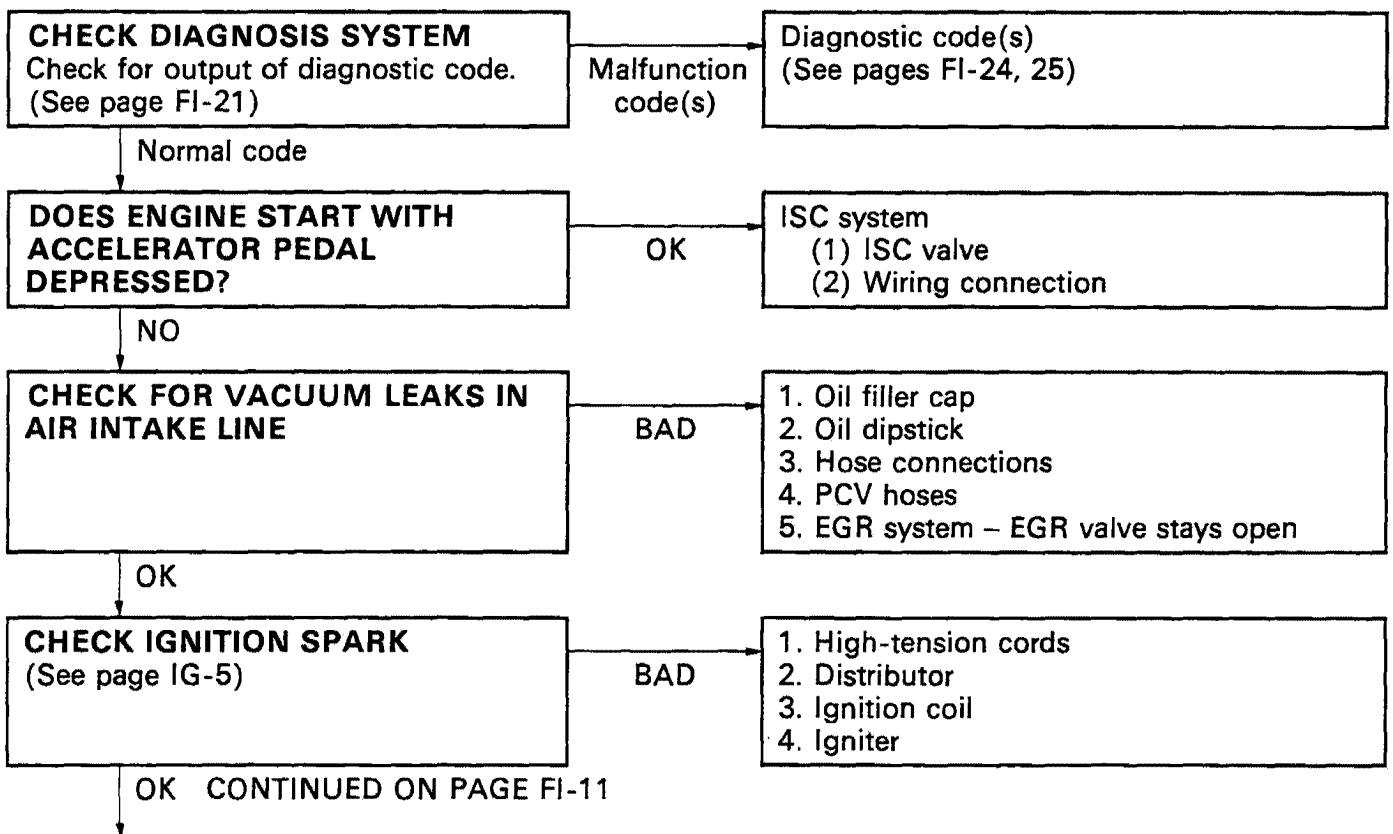 CHECK DIAGNOSIS SYSTEM
Check for output of diagnostic code.
(See page FI-21)
Malfunction
code(s)
Diagnostic code(s)
(See pages FI-24, 25)
Normal code
DOES ENGINE START WITH
ACCELERATOR PEDAL
DEPRESSED?
OK
ISC system
(1) ISC valve
(2) Wiring connection
NO
CHECK FOR VACUUM LEAKS IN
AIR INTAKE LINE
BAD
1. Oil filler cap
2. Oil dipstick
3. Hose connections
4. PCV hoses
5. EGR system – EGR valve stays open
OK
CHECK IGNITION SPARK
(See page IG-5)
BAD
1. High-tension cords
2. Distributor
3. Ignition coil
4. Igniter
OK CONTINUED ON PAGE FI-11